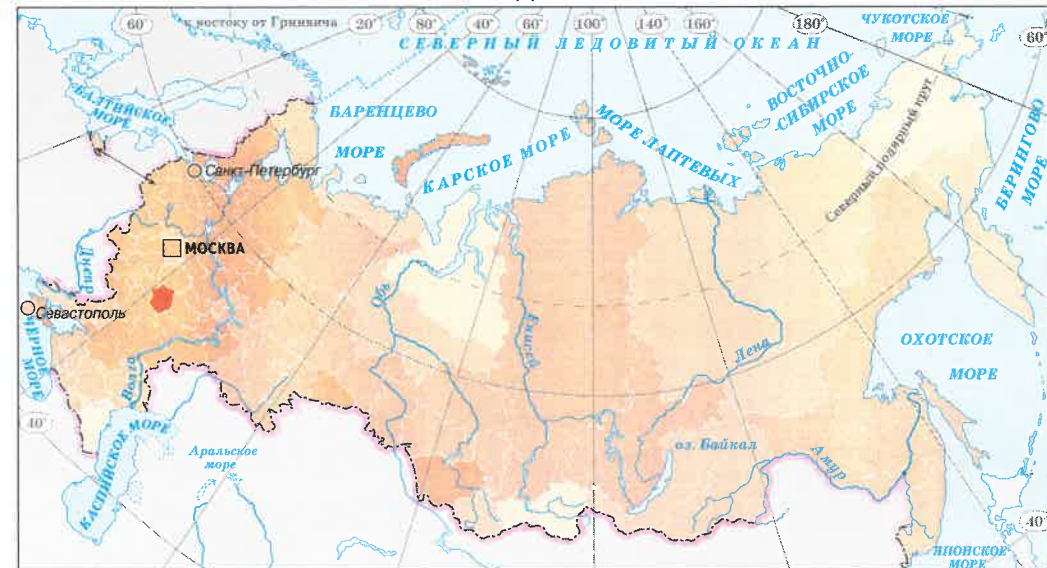 к востоку от Гринвича
60°
20°
80°
40°
60°
100°
140°
160°
180°
ЧУКОТСКОЕ
МОРЕ
60°
СЕВЕРНЫЙ ЛЕДОВИТЫЙ ОКЕАН
БАЛТИЙСКОЕ
МОРЕ
БАРЕНЦЕВО
МОРЕ
КАРСКОЕ МОРЕ
МОРЕ ЛАПТЕВЫХ
ВОСТОЧНО-
СИБИРСКОЕ
МОРЕ
Северный полярный круг
БЕРИНГОВО
МОРЕ
Санкт-Петербург
МОСКВА
Днепр
Севастополь
ЧЕРНОЕ
МОРЕ
Волга
Обь
Енисей
Лена
ОХОТСКОЕ
МОРЕ
40°
КАСПИЙСКОЕ МОРЕ
Аральское
море
оз. Байкал
Амур
40°
ЯПОНСКОЕ
МОРЕ